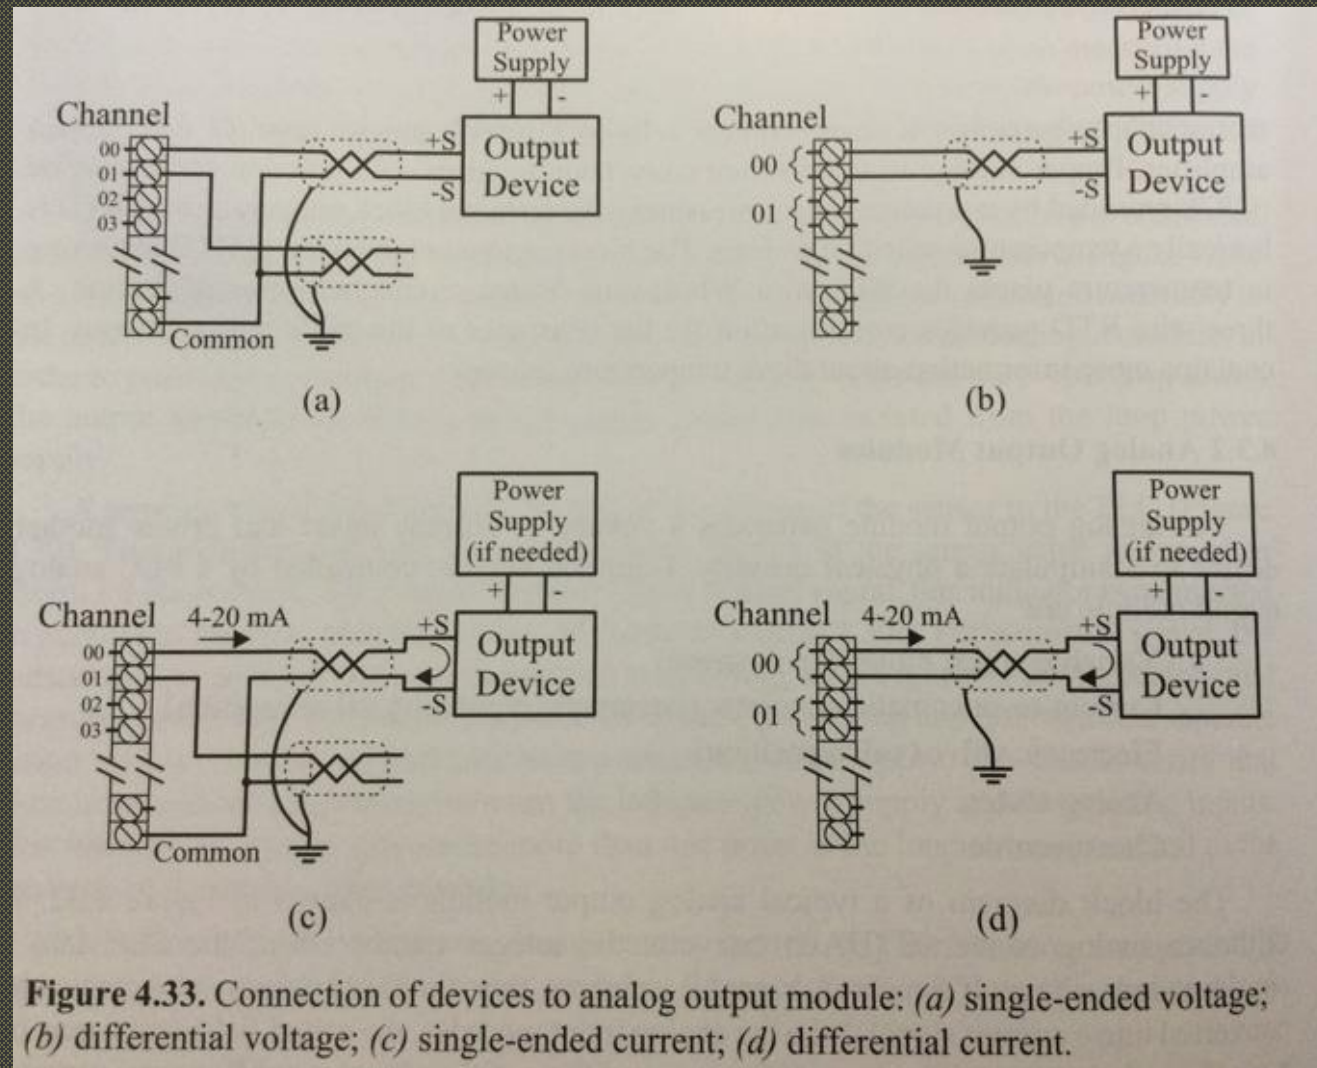 Power
Supply
+ -
Channel
00
01
02
03
+S
-S
Output
Device
Common
(a)
Power
Supply
+ -
Channel
00 {
01 {
+S
-S
Output
Device
(b)
Power
Supply
(if needed)
+ -
Channel
4-20 mA
00
01
02
03
+S
-S
Output
Device
Common
(c)
Power
Supply
(if needed)
+ -
Channel
4-20 mA
00 {
01 {
+S
-S
Output
Device
(d)
Figure 4.33. Connection of devices to analog output module: (a) single-ended voltage;
(b) differential voltage; (c) single-ended current; (d) differential current.